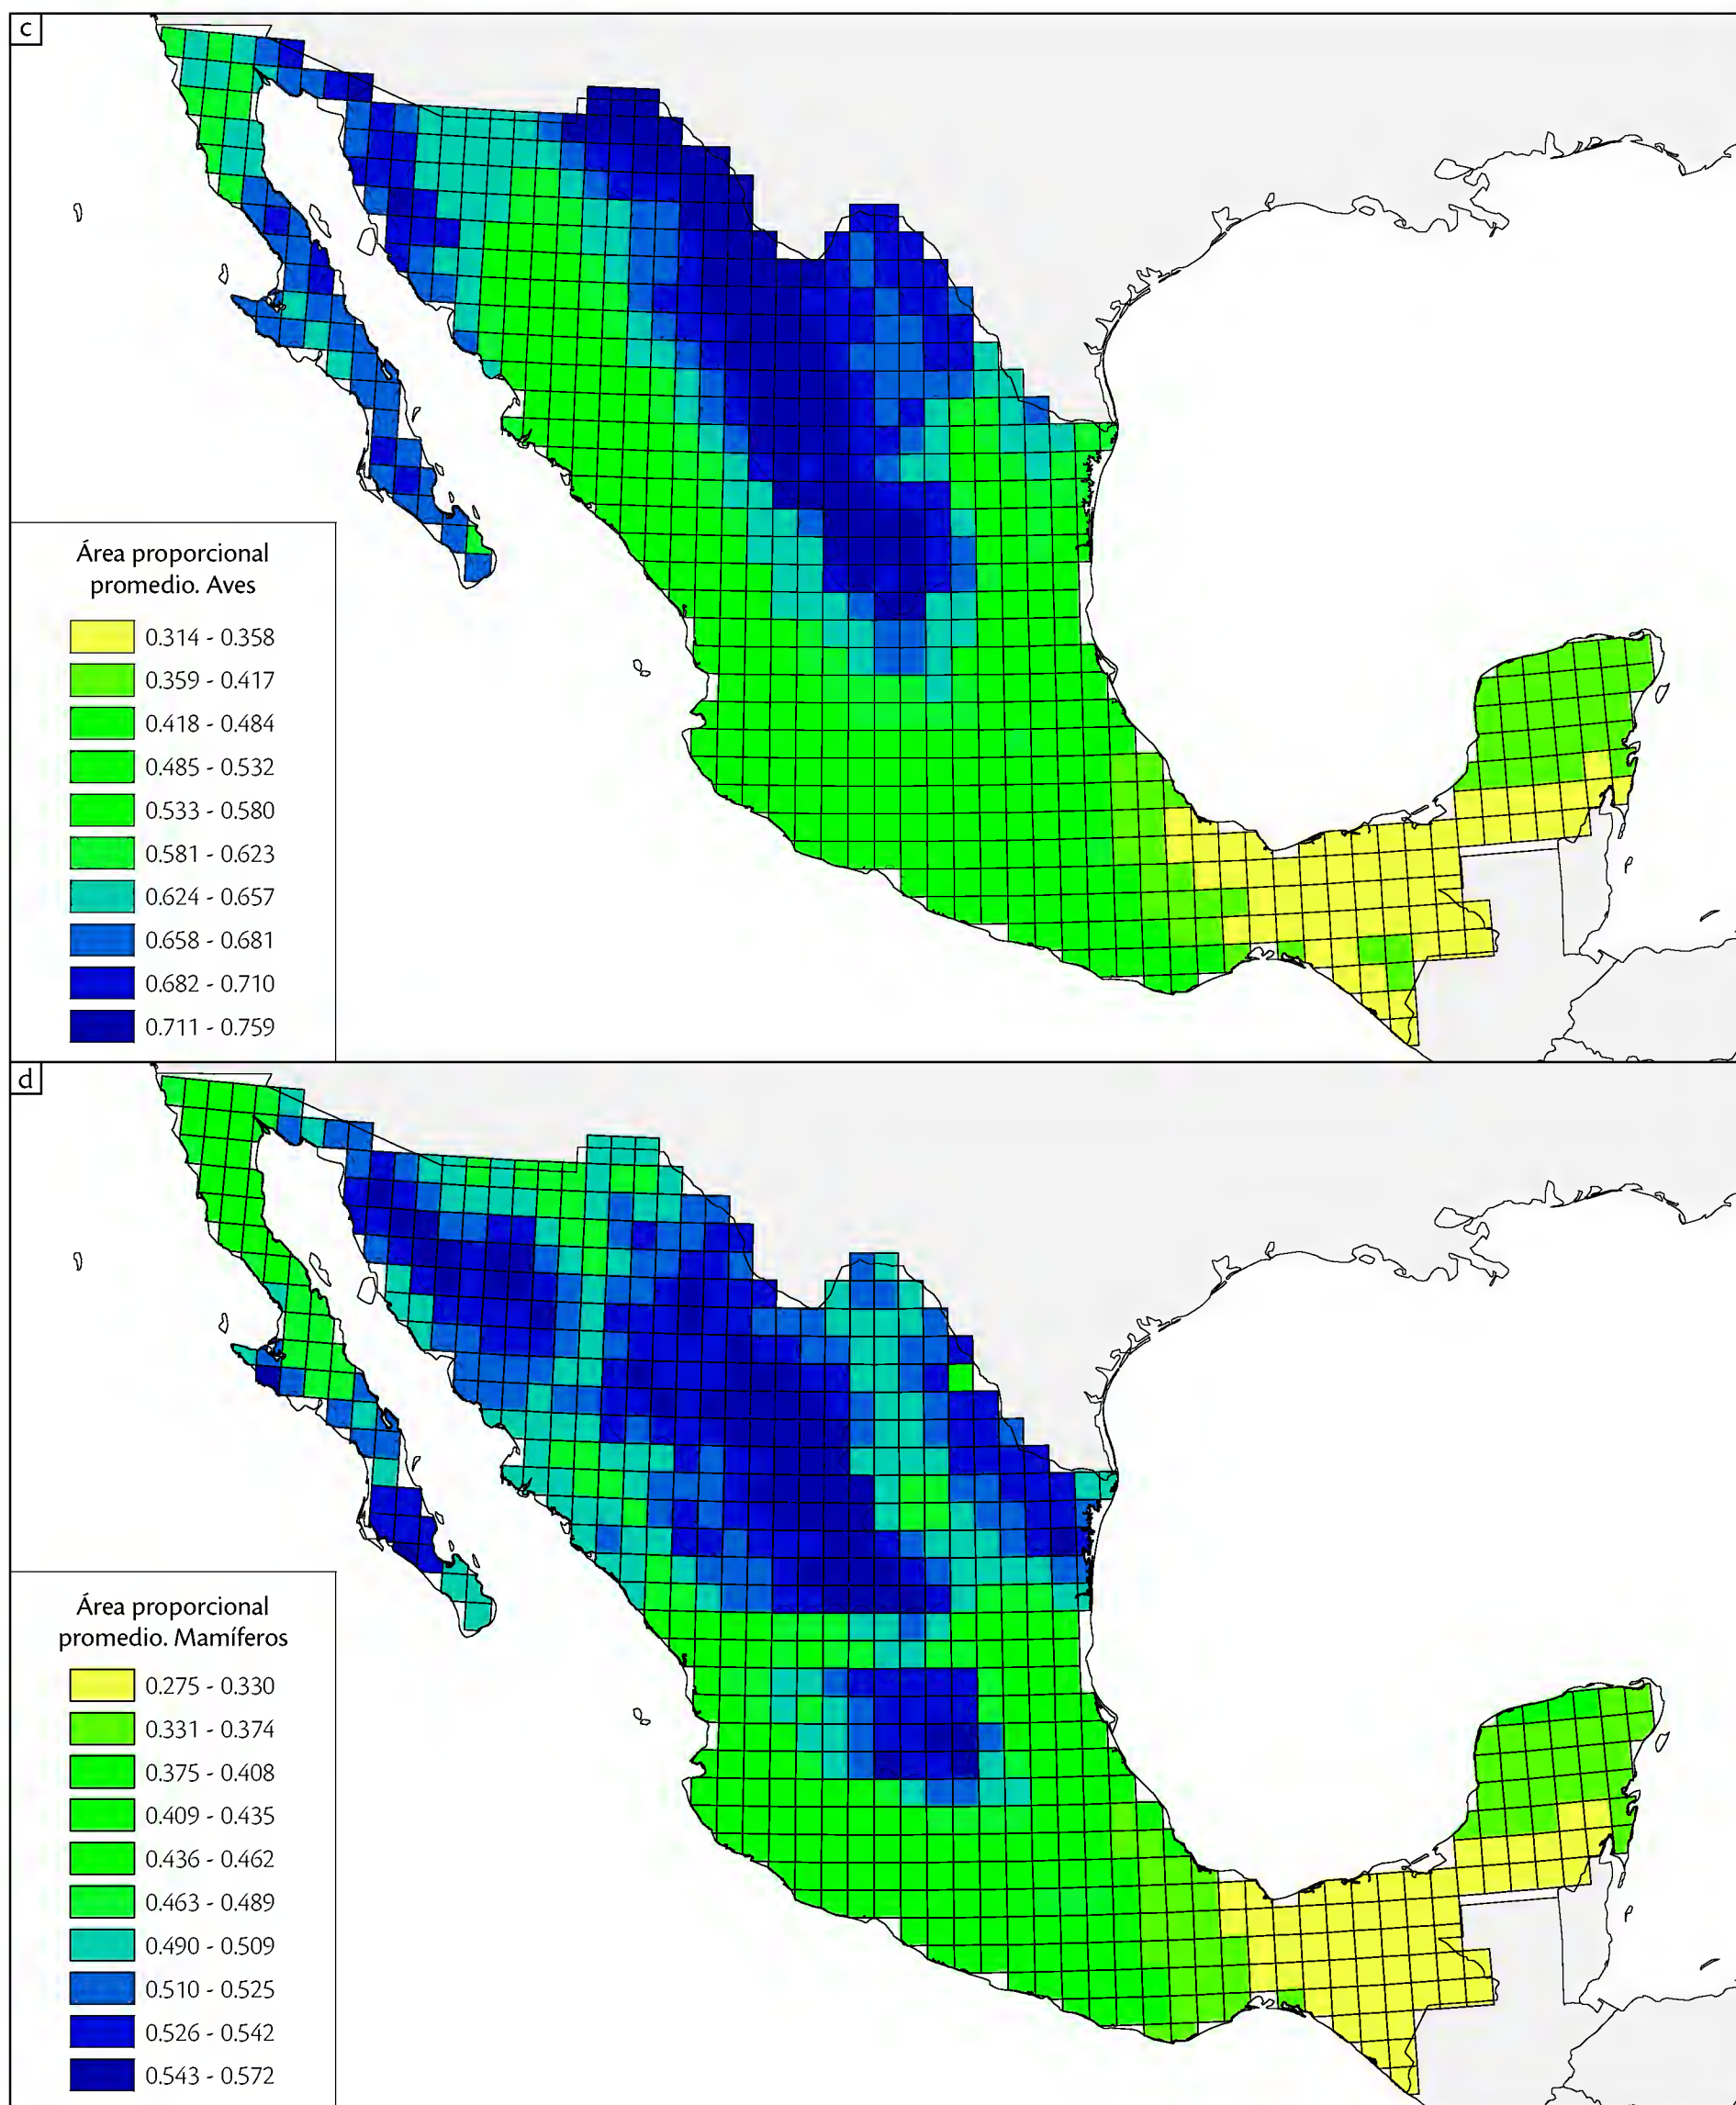 c
Área proporcional
promedio. Aves
0.314 - 0.358
0.359 - 0.417
0.418 - 0.484
0.485 - 0.532
0.533 - 0.580
0.581 - 0.623
0.624 - 0.657
0.658 - 0.681
0.682 - 0.710
0.711 - 0.759
d
Área proporcional
promedio. Mamíferos
0.275 - 0.330
0.331 - 0.374
0.375 - 0.408
0.409 - 0.435
0.436 - 0.462
0.463 - 0.489
0.490 - 0.509
0.510 - 0.525
0.526 - 0.542
0.543 - 0.572